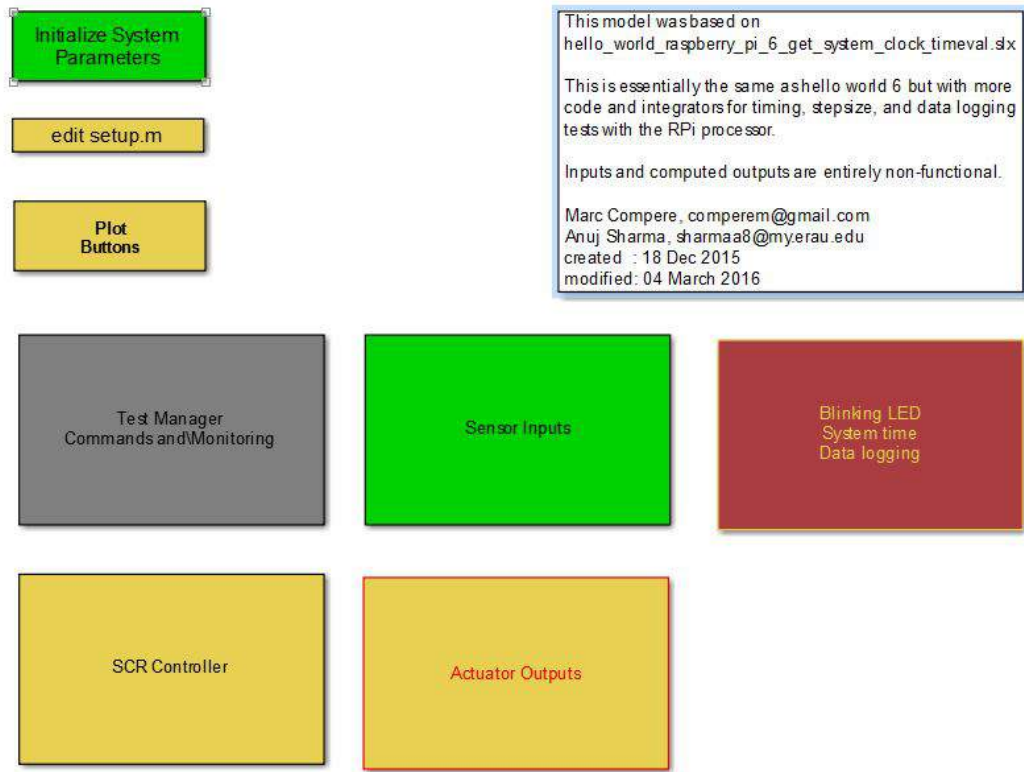 Initialize System
Parameters
edit setup.m
Plot
Buttons
This model was based on
hello_world_raspberry_pi_6_get_system_clock_timeval.slx
This is essentially the same as hello world 6 but with more
code and integrators for timing, stepsize, and data logging
tests with the RPi processor.
Inputs and computed outputs are entirely non-functional.
Marc Compere, comperem@gmail.com
Anuj Sharma, sharmaa8@my.erau.edu
created : 18 Dec 2015
modified: 04 March 2016
Test Manager
Commands and\Monitoring
Sensor Inputs
Blinking LED
System time
Data logging
SCR Controller
Actuator Outputs